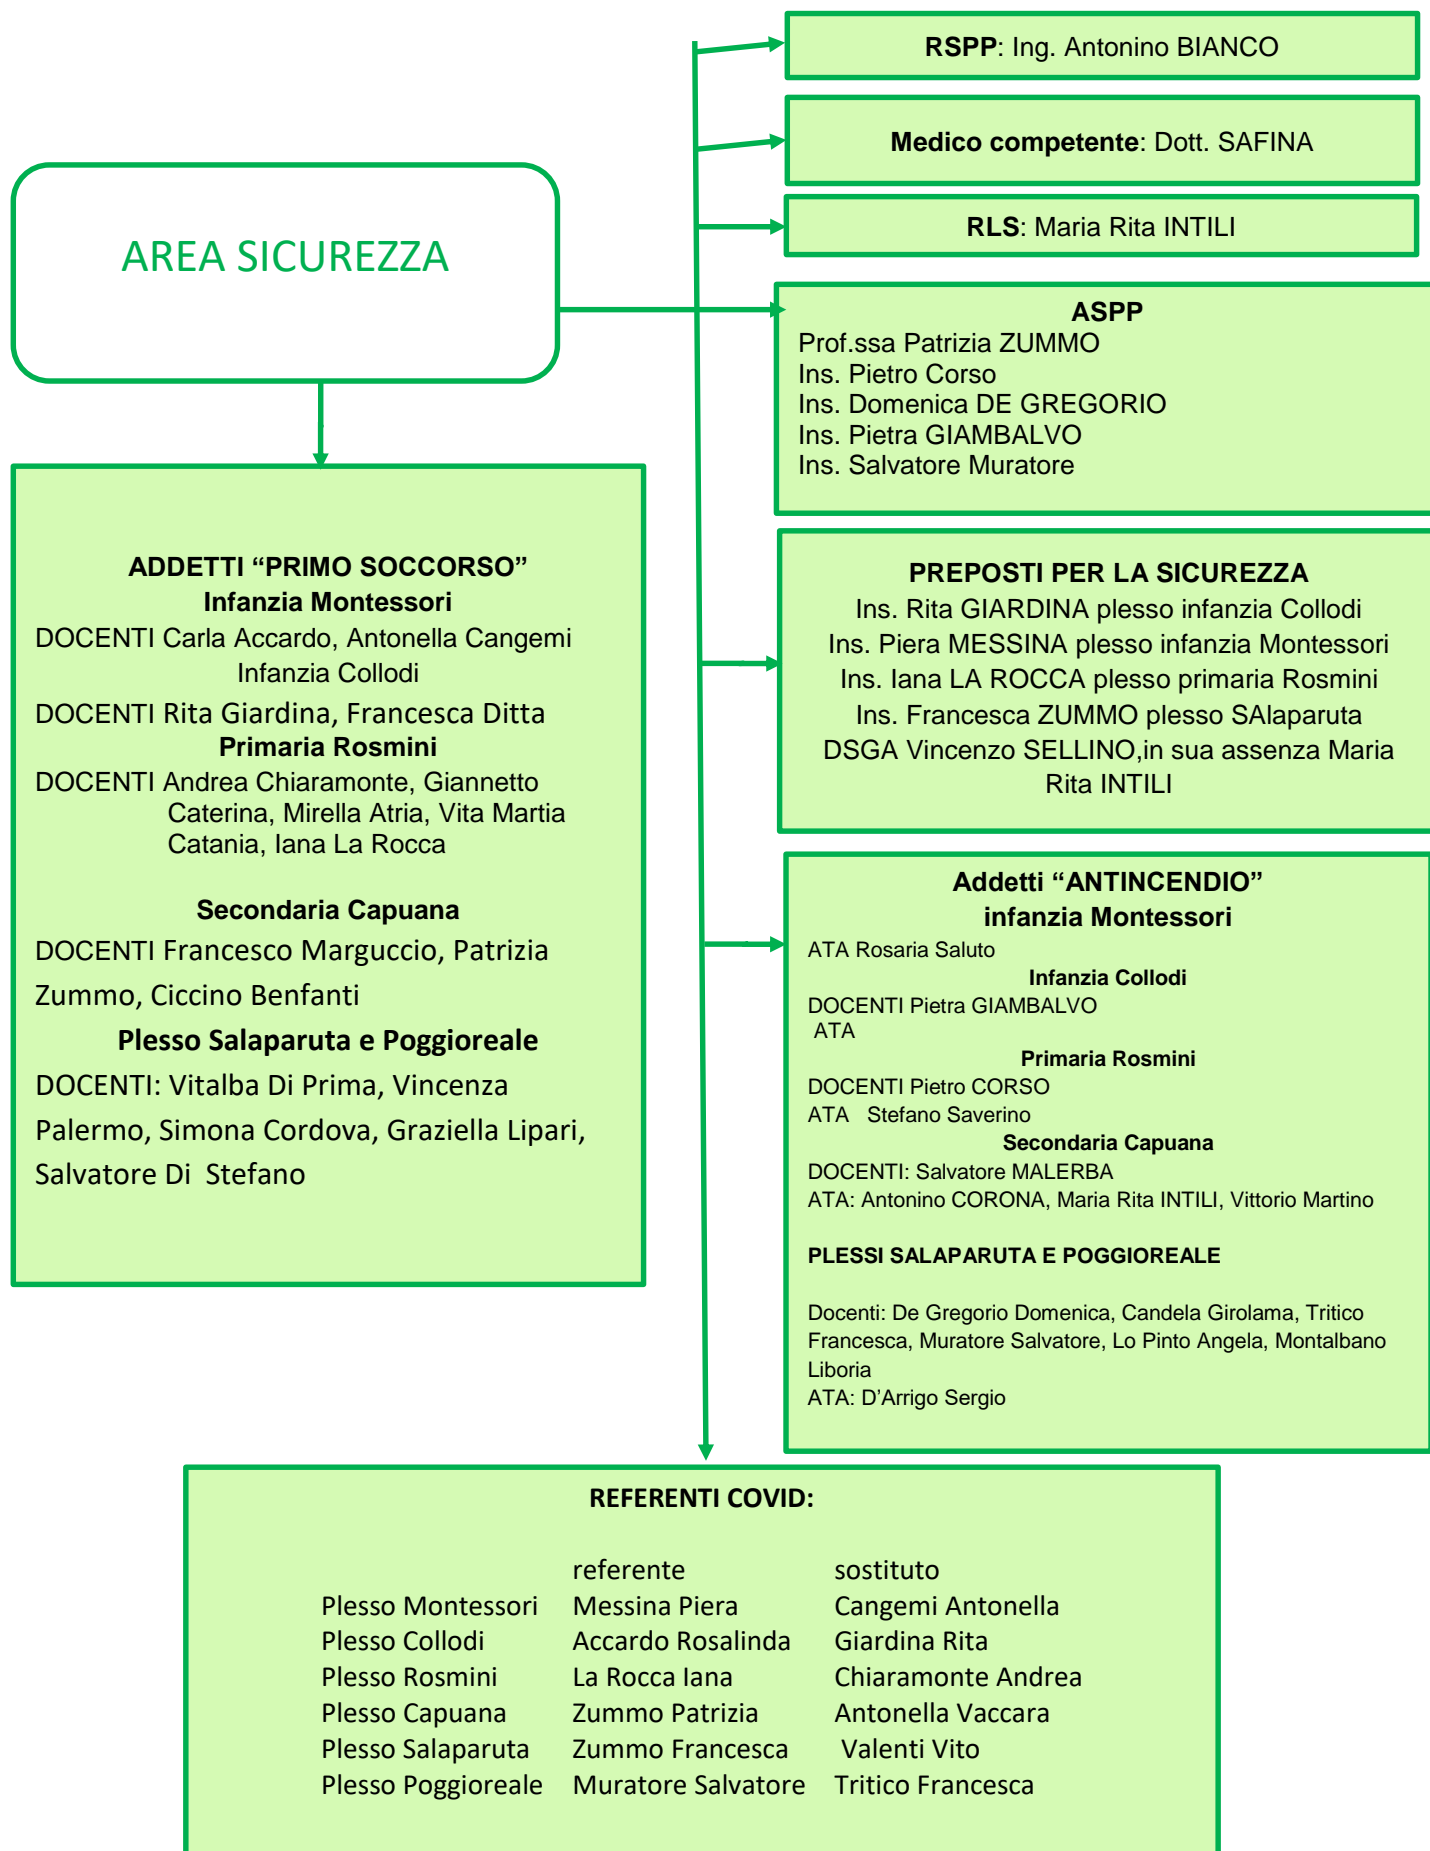 RSPP: Ing. Antonino BIANCO
Medico competente: Dott. SAFINA
RLS: Maria Rita INTILI
AREA SICUREZZA
ASPP
Prof.ssa Patrizia ZUMMO
Ins. Pietro Corso
Ins. Domenica DE GREGORIO
Ins. Pietra GIAMBALVO
Ins. Salvatore Muratore
ADDETTI “PRIMO SOCCORSO”
Infanzia Montessori
DOCENTI Carla Accardo, Antonella Cangemi
Infanzia Collodi
DOCENTI Rita Giardina, Francesca Ditta
Primaria Rosmini
DOCENTI Andrea Chiaramonte, Giannetto
Caterina, Mirella Atria, Vita Martia
Catania, Iana La Rocca
Secondaria Capuana
DOCENTI Francesco Marguccio, Patrizia
Zummo, Ciccino Benfanti
Plesso Salaparuta e Poggioreale
DOCENTI: Vitalba Di Prima, Vincenza
Palermo, Simona Cordova, Graziella Lipari,
Salvatore Di  Stefano
PREPOSTI PER LA SICUREZZA
Ins. Rita GIARDINA plesso infanzia Collodi
Ins. Piera MESSINA plesso infanzia Montessori
Ins. Iana LA ROCCA plesso primaria Rosmini
Ins. Francesca ZUMMO plesso SAlaparuta
DSGA Vincenzo SELLINO,in sua assenza Maria
Rita INTILI
Addetti “ANTINCENDIO”
infanzia Montessori
ATA Rosaria Saluto
Infanzia Collodi
DOCENTI Pietra GIAMBALVO
ATA
Primaria Rosmini
DOCENTI Pietro CORSO
ATA   Stefano Saverino
Secondaria Capuana
DOCENTI: Salvatore MALERBA
ATA: Antonino CORONA, Maria Rita INTILI, Vittorio Martino
PLESSI SALAPARUTA E POGGIOREALE
Docenti: De Gregorio Domenica, Candela Girolama, Tritico
Francesca, Muratore Salvatore, Lo Pinto Angela, Montalbano
Liboria
ATA: D’Arrigo Sergio
REFERENTI COVID:
referente sostituto
Plesso Montessori Messina Piera Cangemi Antonella
Plesso Collodi Accardo Rosalinda Giardina Rita
Plesso Rosmini La Rocca Iana Chiaramonte Andrea
Plesso Capuana Zummo Patrizia Antonella Vaccara
Plesso Salaparuta Zummo Francesca Valenti Vito
Plesso Poggioreale Muratore Salvatore Tritico Francesca